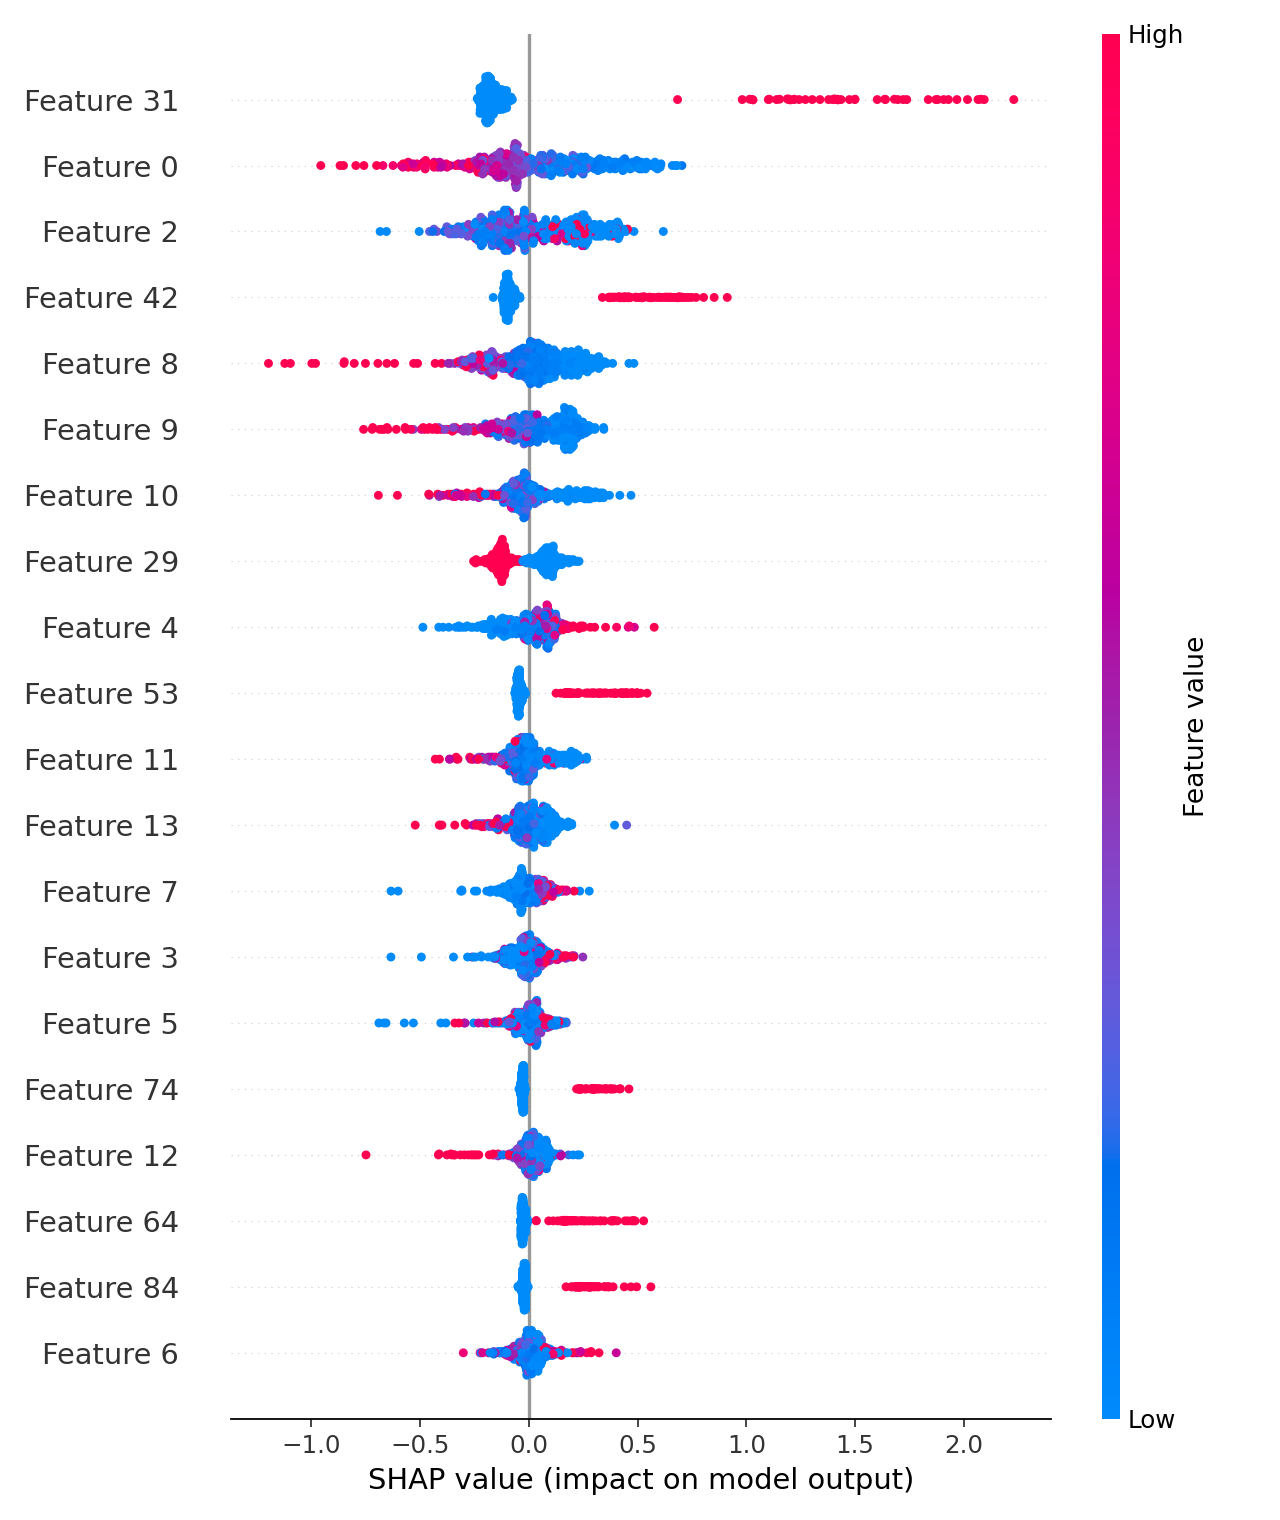 High
Feature 31
Feature 0
Feature 2
Feature 42
Feature 8
Feature 9
Feature 10
Feature 29
Feature 4
Feature 53
Feature 11
Feature 13
Feature 7
Feature 3
Feature 5
Feature 74
Feature 12
Feature 64
Feature 84
Feature 6
Feature value
Low
−1.0 −0.5 0.0 0.5 1.0 1.5 2.0
SHAP value (impact on model output)